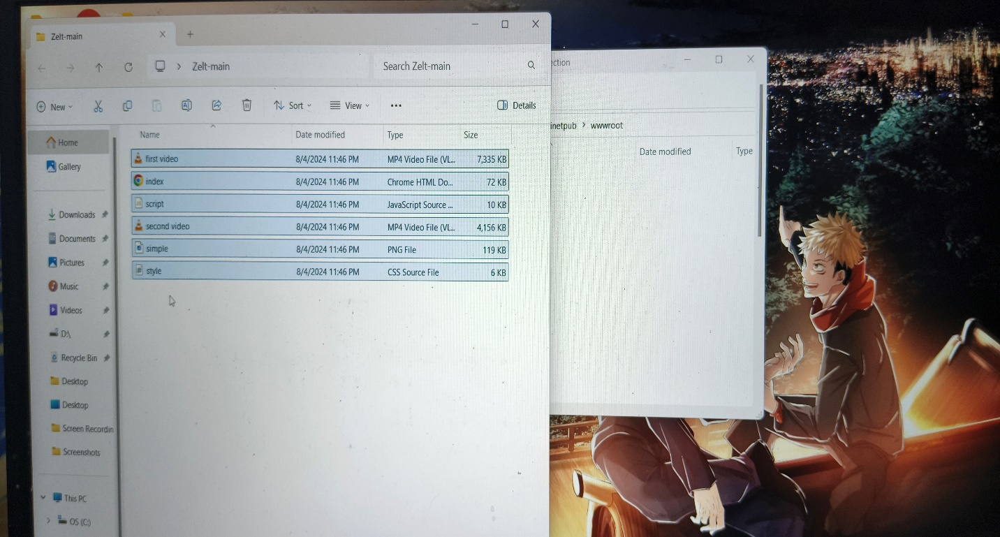 Zelt-main
Zelt-main
Search Zelt-main
ection
New
Sort
View
Details
inetpub > wwwroot
Name Date modified Type Size
Date modified Type
Home
Gallery
first video 8/4/2024 11:46 PM MP4 Video File (VL... 7,335 KB
index 8/4/2024 11:46 PM Chrome HTML Do... 72 KB
script 8/4/2024 11:46 PM JavaScript Source ... 10 KB
second video 8/4/2024 11:46 PM MP4 Video File (VL... 4,156 KB
simple 8/4/2024 11:46 PM PNG File 119 KB
style 8/4/2024 11:46 PM CSS Source File 6 KB
Downloads
Documents
Pictures
Music
Videos
D:\
Recycle Bin
Desktop
Desktop
Screen Recordin
Screenshots
This PC
OS (C:)